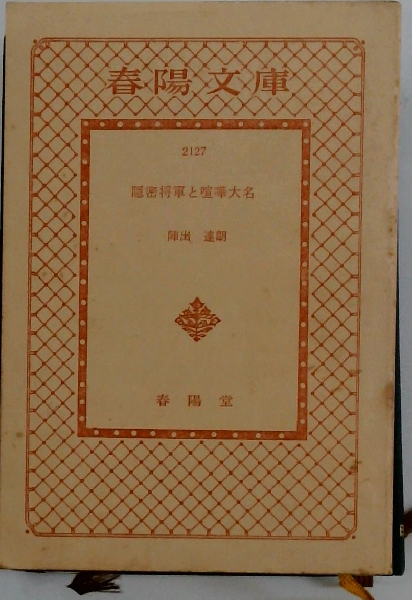 春陽文庫
2127
隠密将軍と喧嘩大名
陣出 達朗
春陽堂